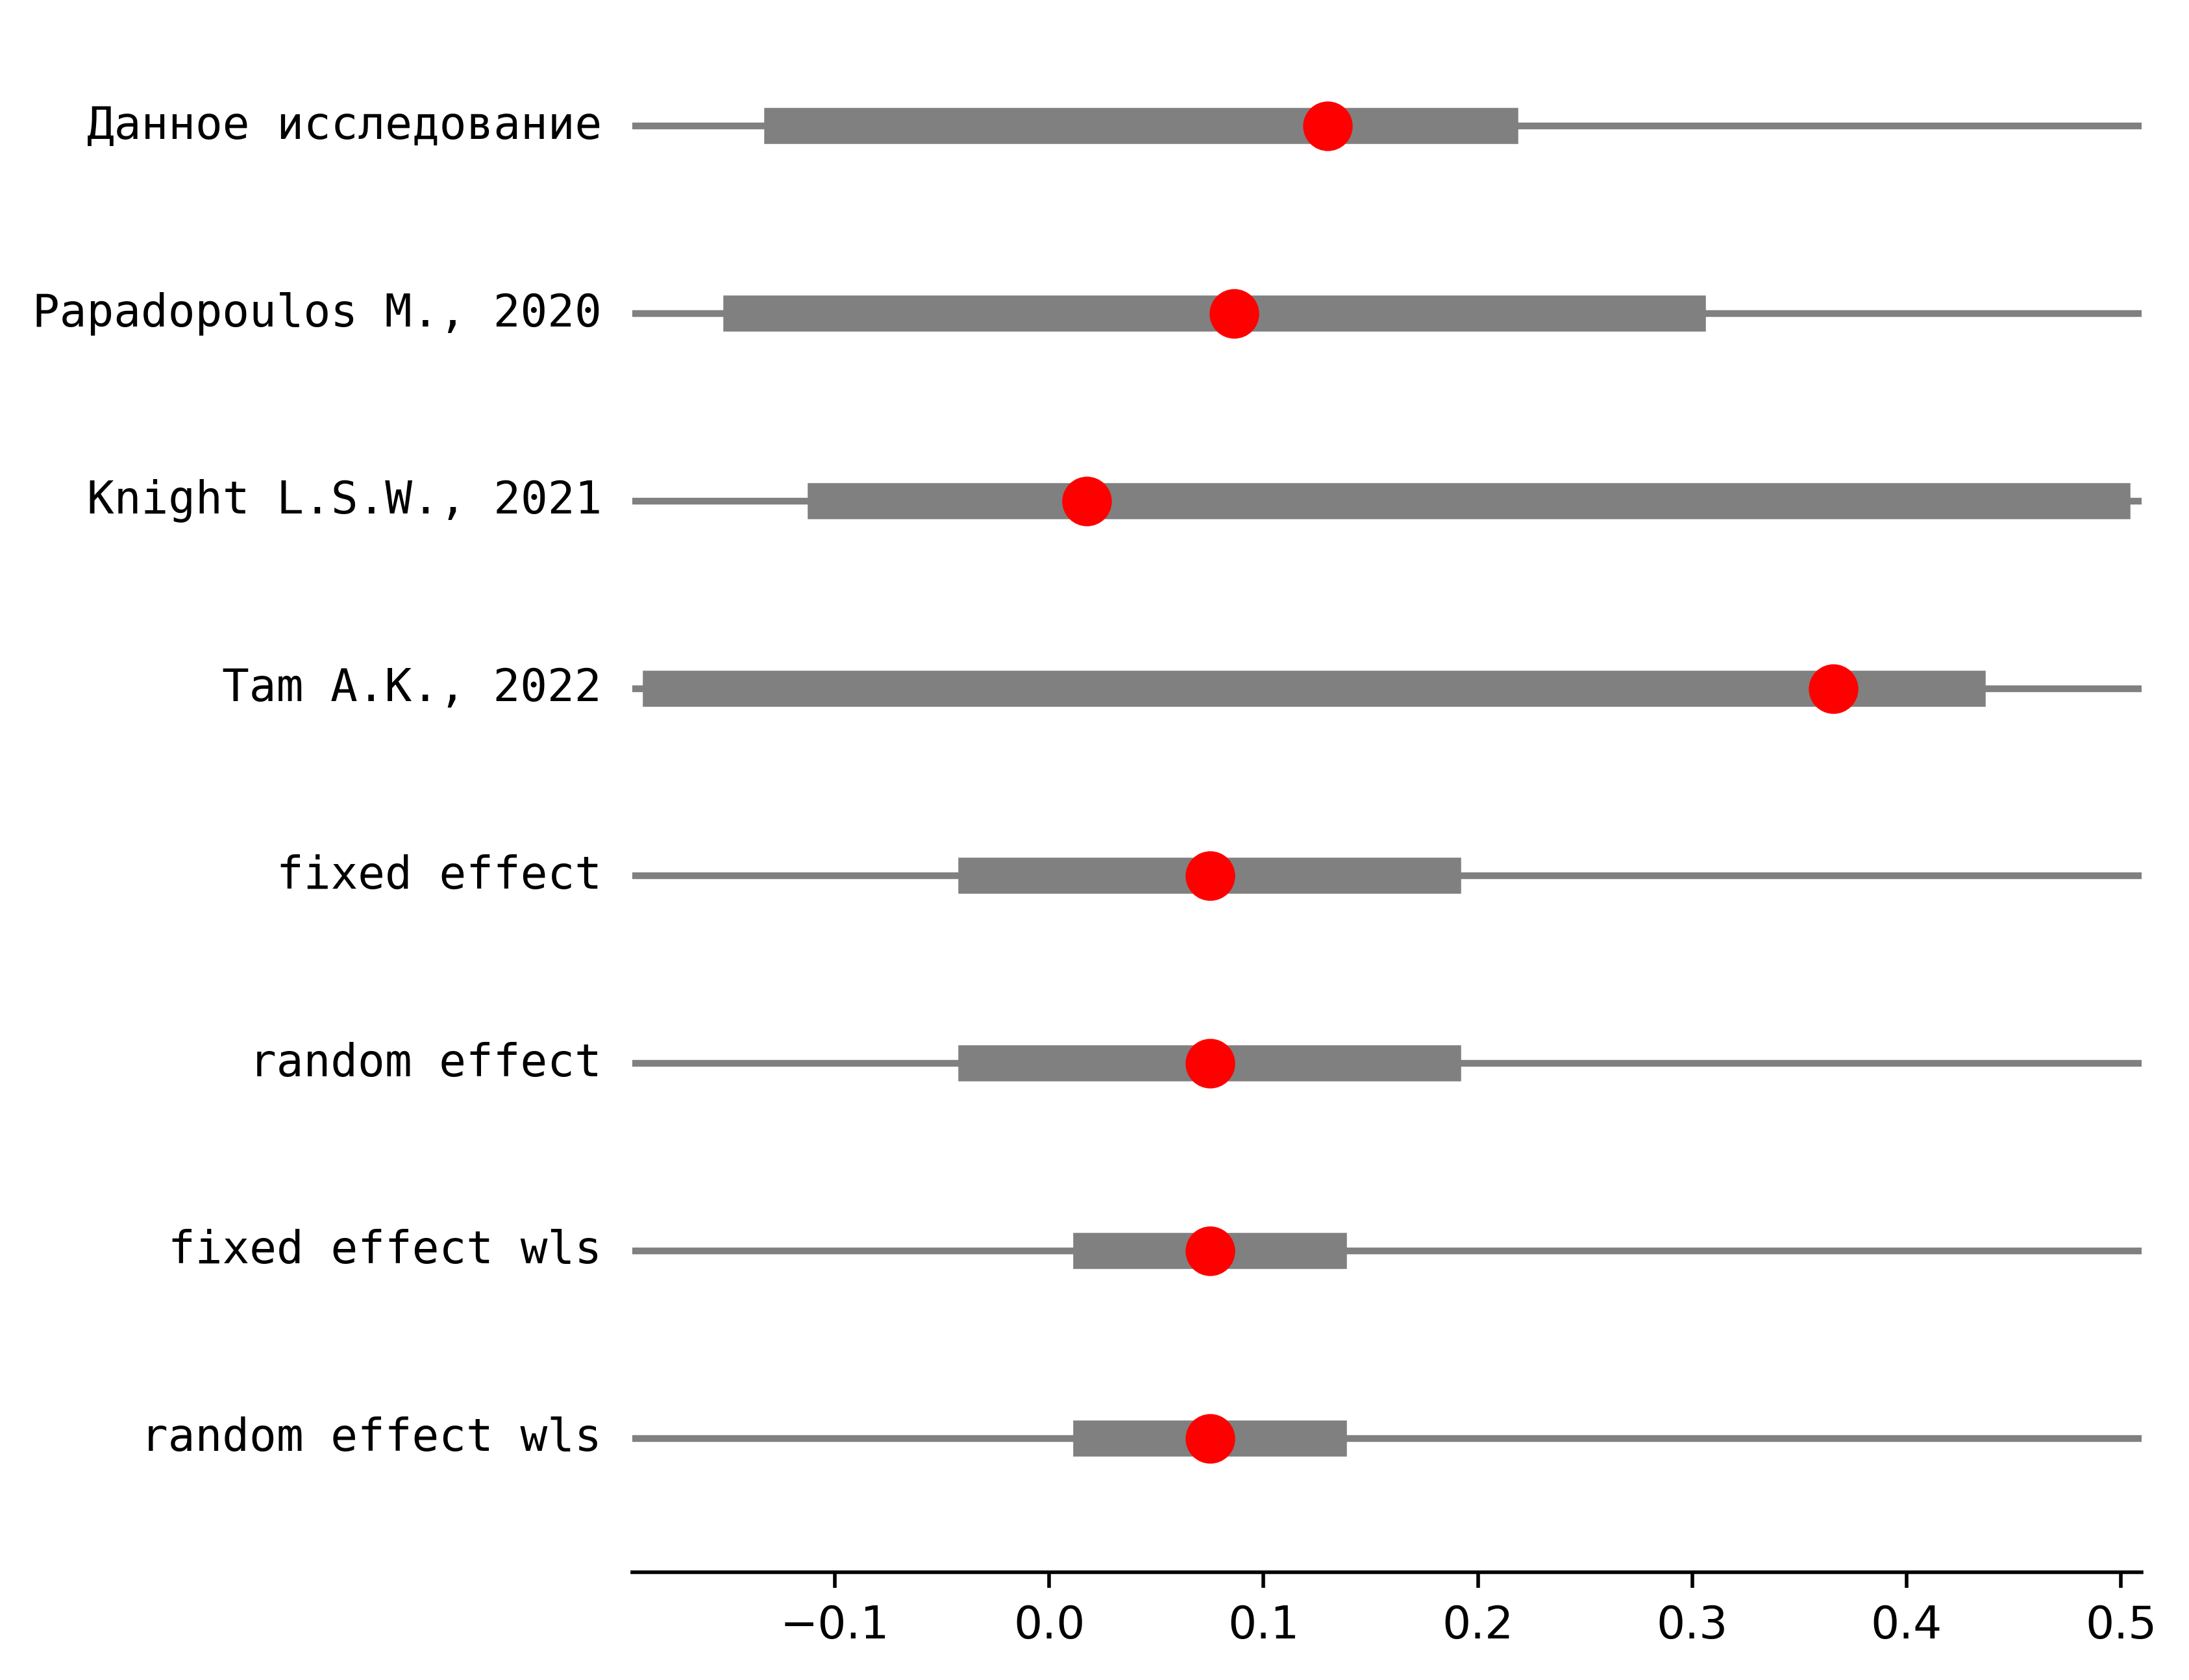 Данное исследование
Papadopoulos M., 2020
Knight L.S.W., 2021
Tam A.K., 2022
fixed effect
random effect
fixed effect wls
random effect wls
−0.1 0.0 0.1 0.2 0.3 0.4 0.5